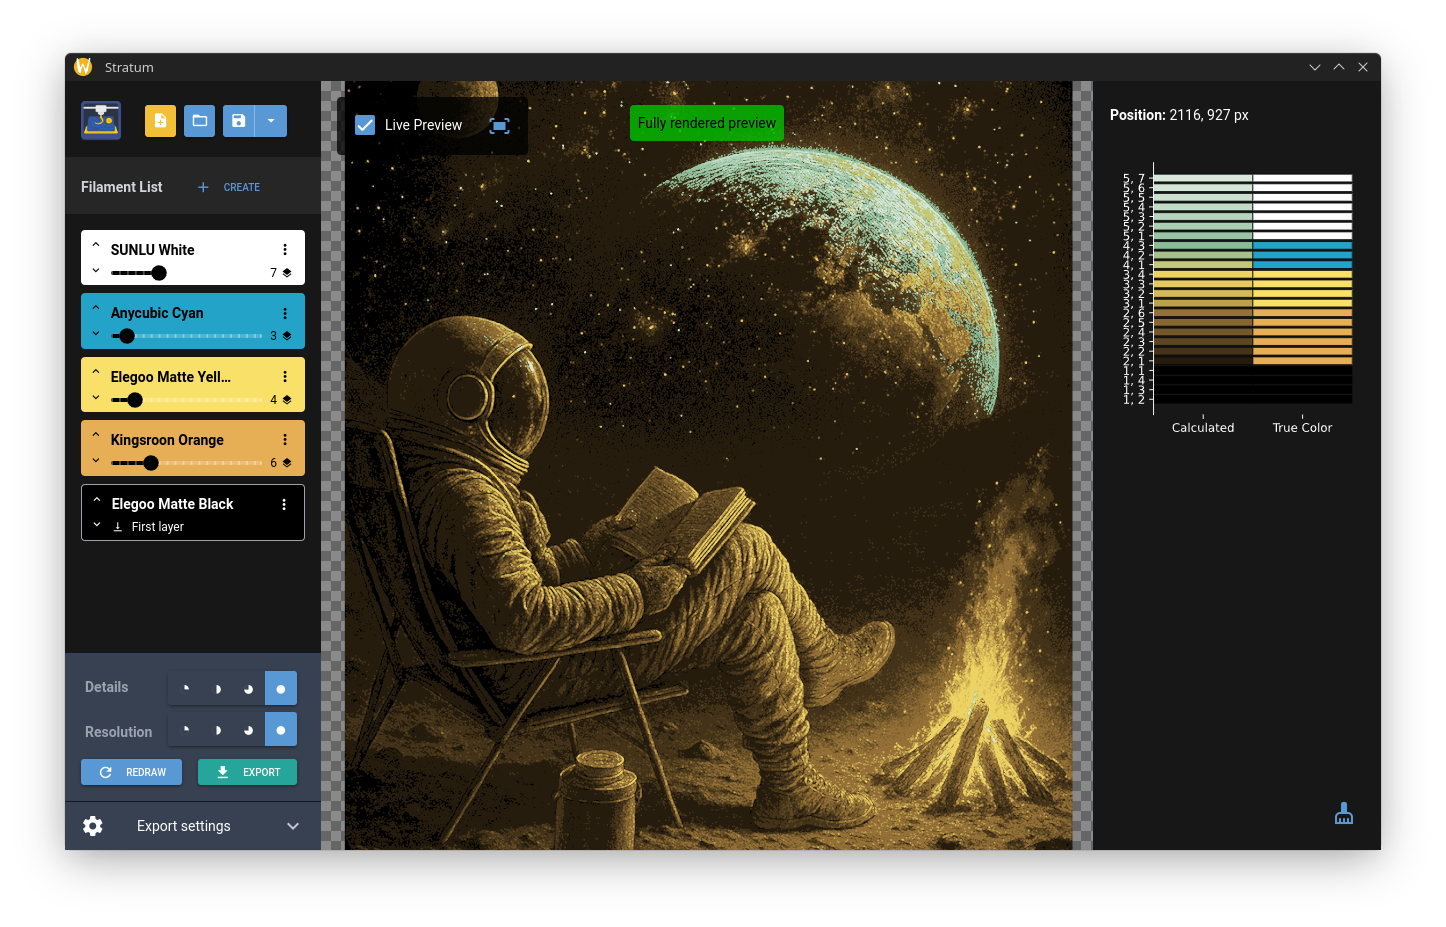 Stratum
Filament List
CREATE
SUNLU White
7
Anycubic Cyan
3
Elegoo Matte Yell...
4
Kingsroon Orange
6
Elegoo Matte Black
First layer
Details
Resolution
REDRAW
EXPORT
Export settings
Live Preview
Fully rendered preview
Position: 2116, 927 px
5, 7
5, 6
5, 5
5, 4
5, 3
5, 2
5, 1
4, 3
4, 2
4, 1
3, 4
3, 3
3, 2
3, 1
2, 6
2, 5
2, 4
2, 3
2, 2
2, 1
1, 1
1, 4
1, 3
1, 2
Calculated
True Color